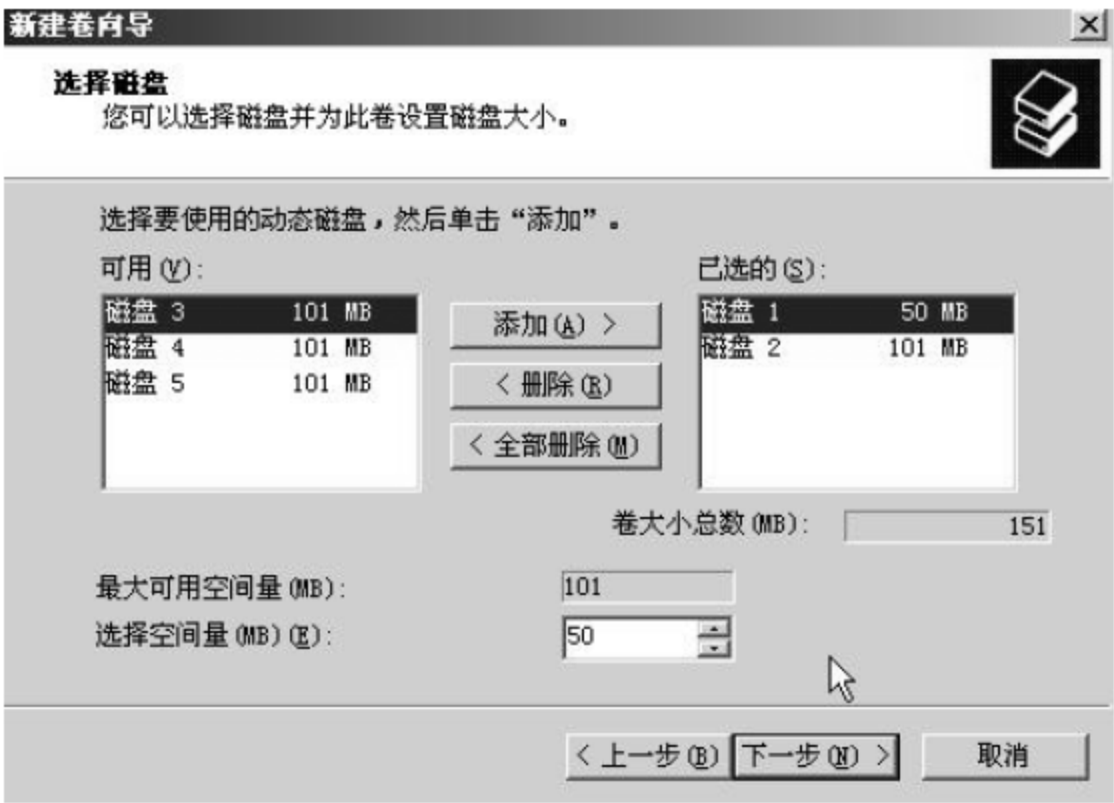 新建卷向导
选择磁盘
您可以选择磁盘并为此卷设置磁盘大小。
选择要使用的动态磁盘，然后单击“添加”。
可用(V): 已选的(S):
磁盘 3 101 MB 添加(A) > 磁盘 1 50 MB
磁盘 4 101 MB 磁盘 2 101 MB
磁盘 5 101 MB < 删除(R)
< 全部删除(M)
卷大小总数(MB): 151
最大可用空间量(MB): 101
选择空间量(MB)(E): 50
< 上一步(B) 下一步(N) > 取消